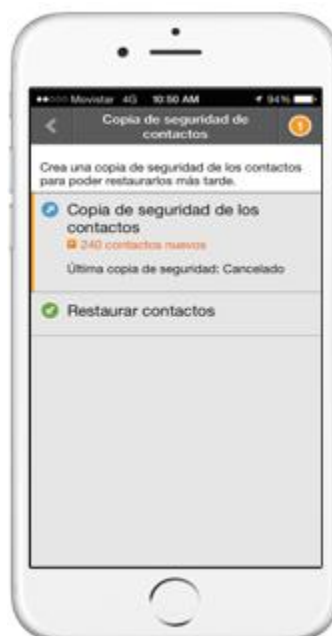 Movistar 4G 10:50 AM 94%
Copia de seguridad de
contactos
1
Crea una copia de seguridad de los contactos
para poder restaurarlos más tarde.
Copia de seguridad de los
contactos
240 contactos nuevos
Última copia de seguridad: Cancelado
Restaurar contactos